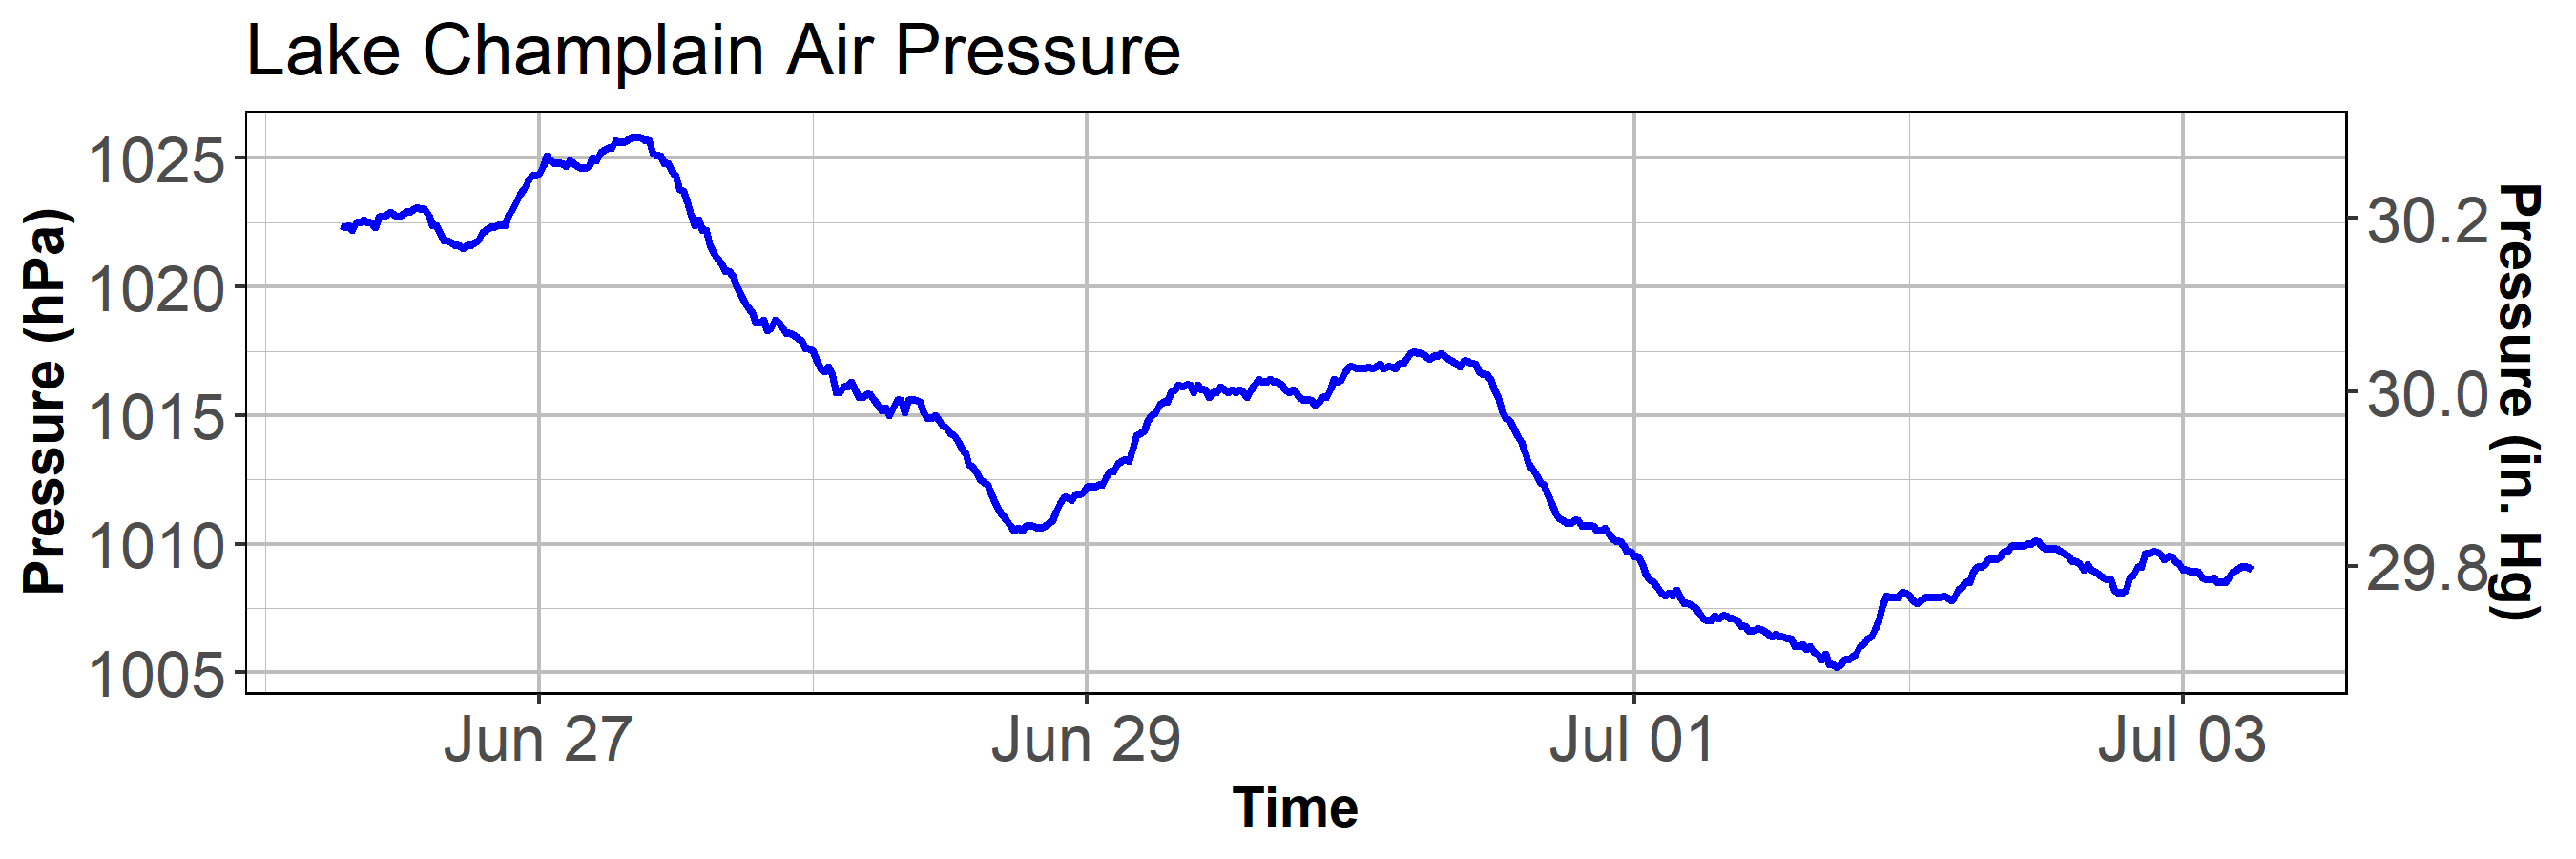 Lake Champlain Air Pressure
Pressure (hPa)
1025
1020
1015
1010
1005
30.2
30.0
29.8
Pressure (in. Hg)
Jun 27
Jun 29
Jul 01
Jul 03
Time